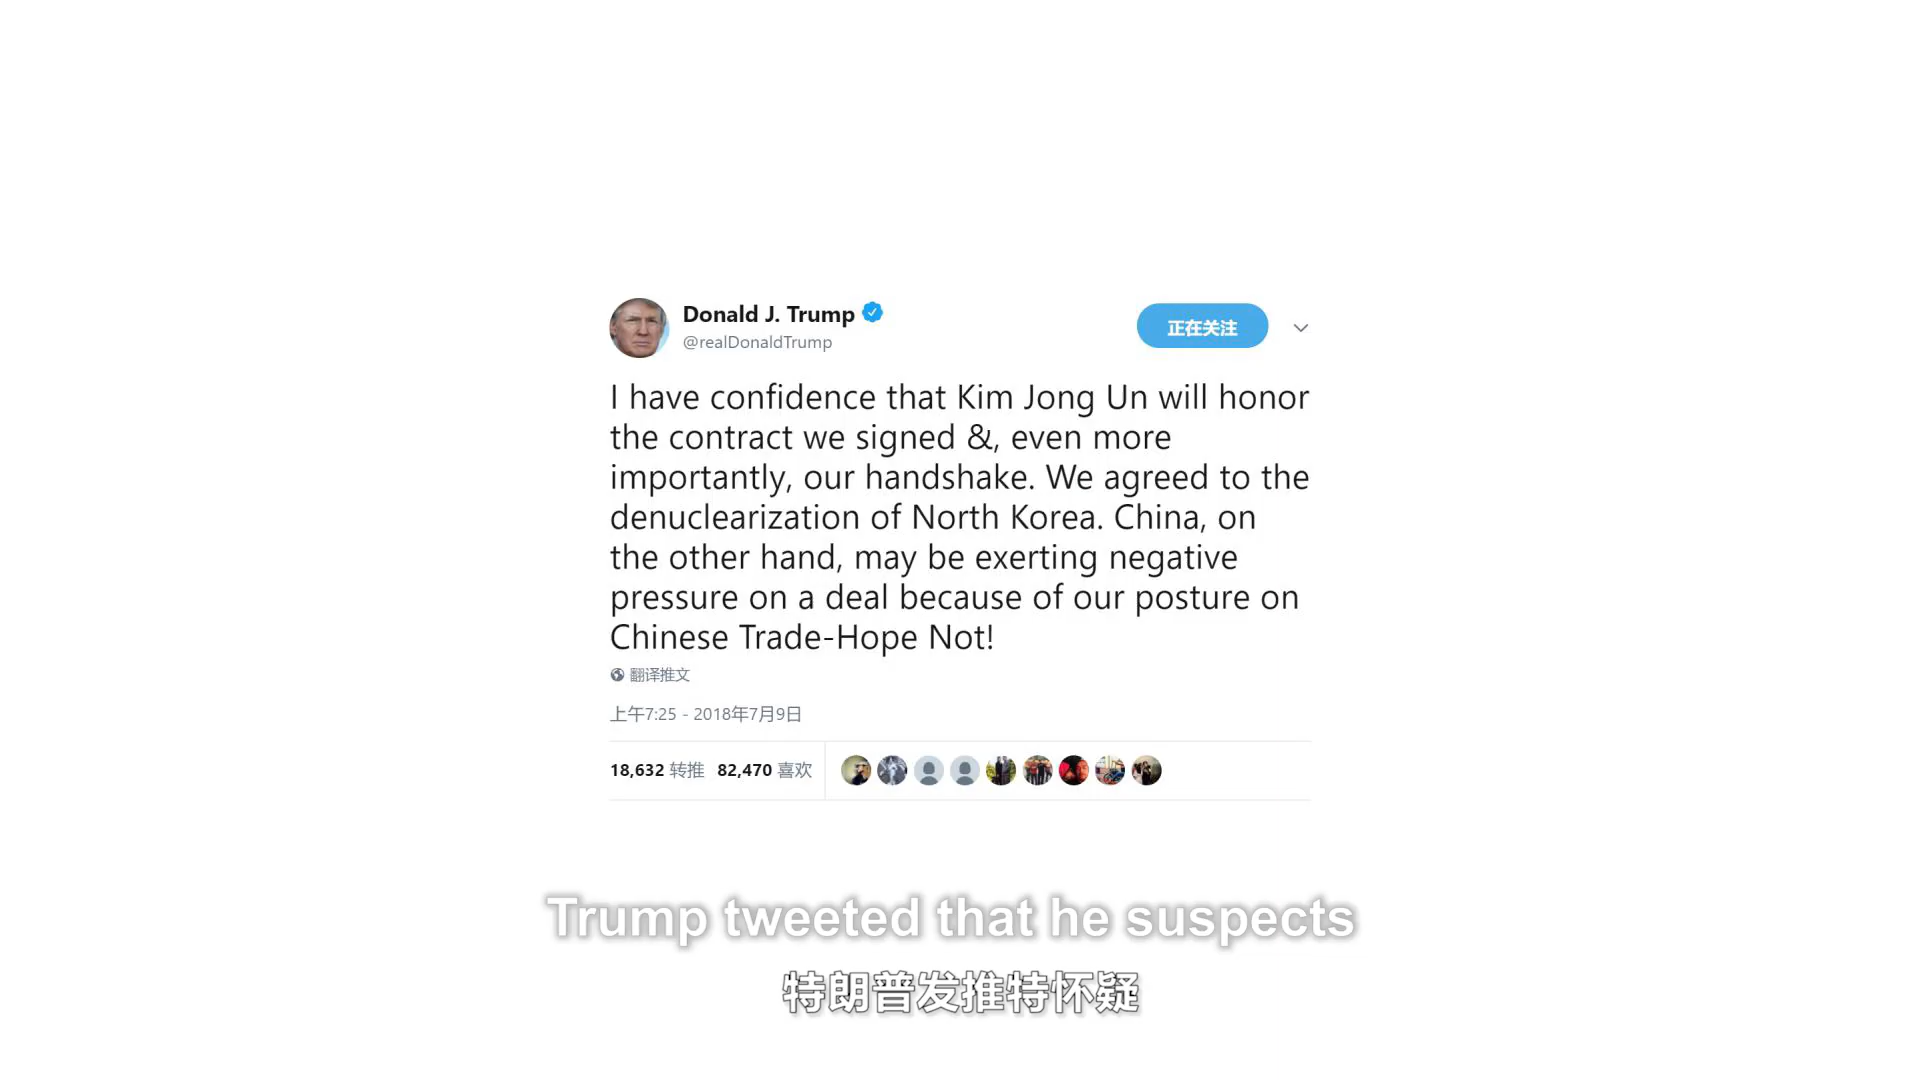 Donald J. Trump
@realDonaldTrump
正在关注
I have confidence that Kim Jong Un will honor
the contract we signed &, even more
importantly, our handshake. We agreed to the
denuclearization of North Korea. China, on
the other hand, may be exerting negative
pressure on a deal because of our posture on
Chinese Trade-Hope Not!
翻译推文
上午7:25 - 2018年7月9日
18,632 转推 82,470 喜欢
Trump tweeted that he suspects
特朗普发推特怀疑